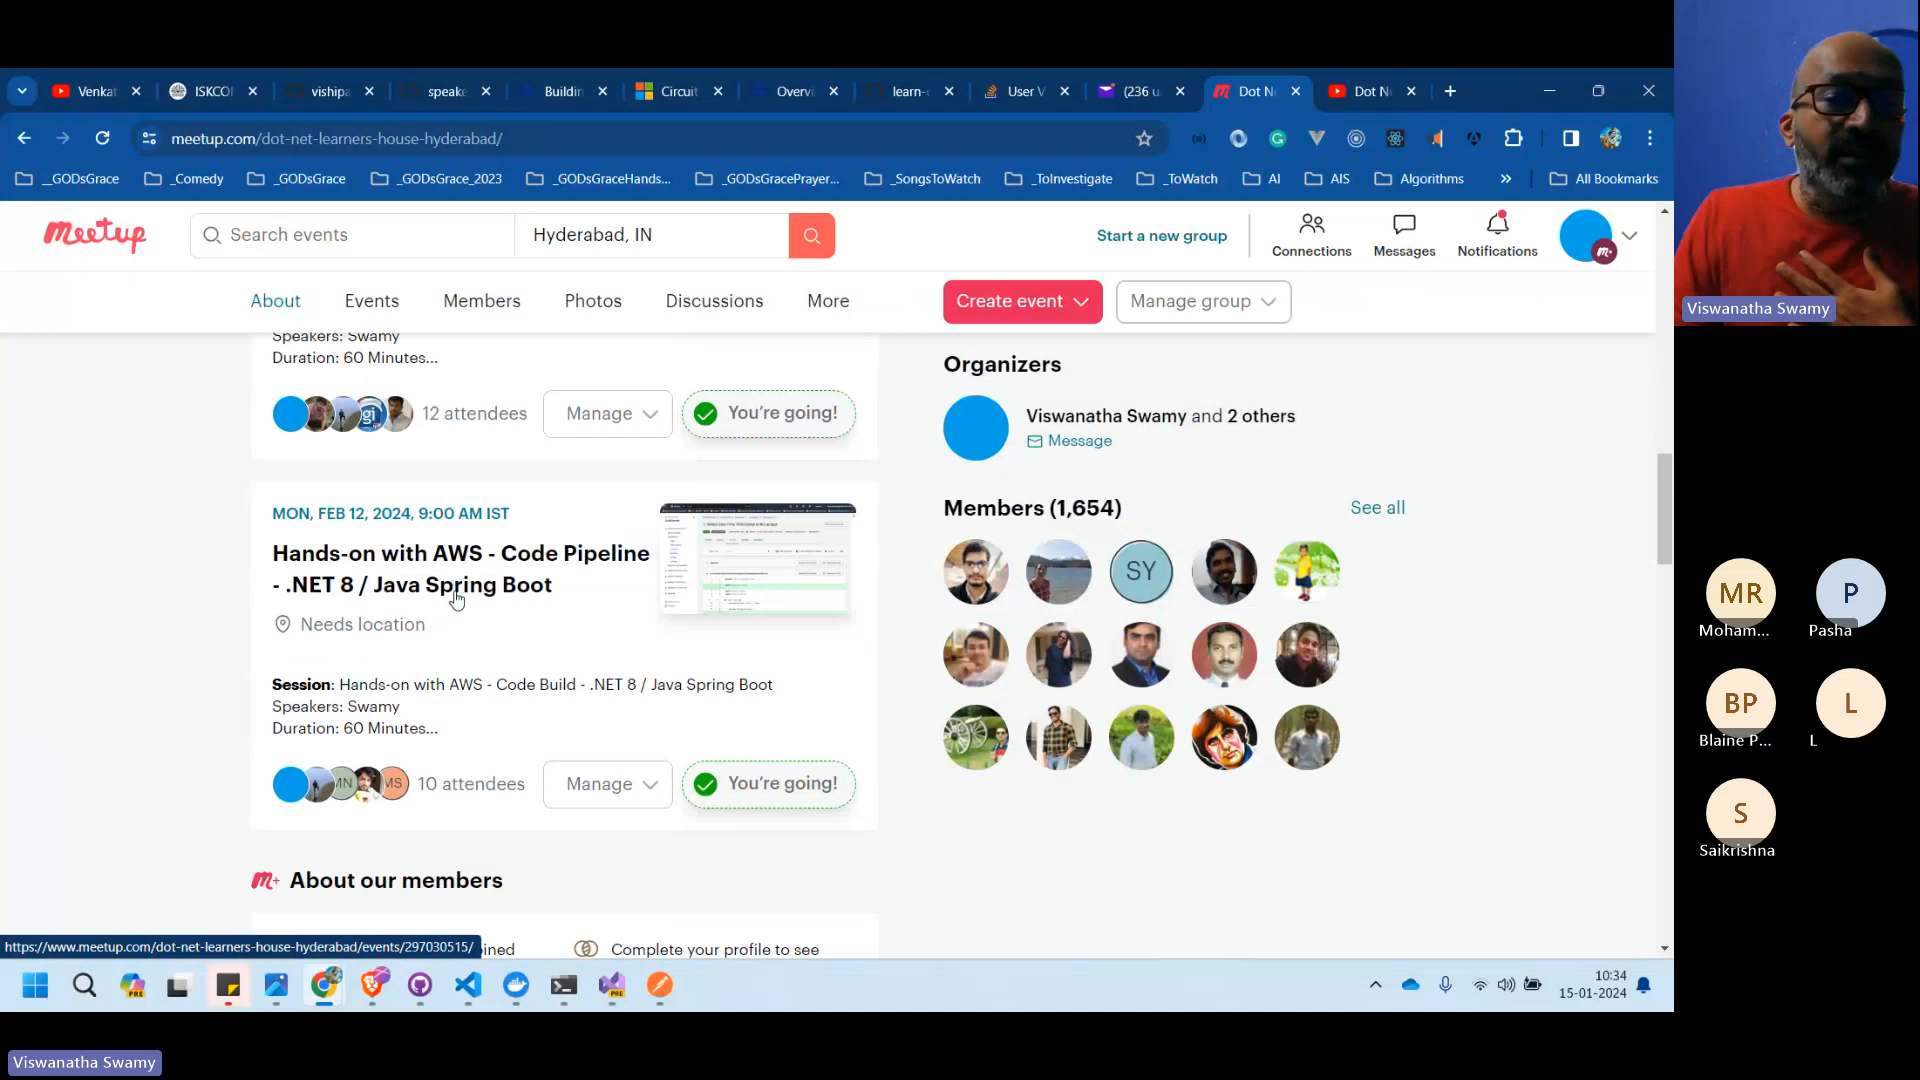 Venkat
ISKCO
vishipa
speake
Buildin
Circuit
Overvi
learn-
User V
(236 u
Dot N
Dot N
meetup.com/dot-net-learners-house-hyderabad/
__GODsGrace
_Comedy
_GODsGrace
_GODsGrace_2023
_GODsGraceHands...
_GODsGracePrayer...
_SongsToWatch
_ToInvestigate
_ToWatch
AI
AIS
Algorithms
»
All Bookmarks
meetup
Search events
Hyderabad, IN
Start a new group
Connections
Messages
Notifications
m+
About
Events
Members
Photos
Discussions
More
Create event
Manage group
Speakers: Swamy
Duration: 60 Minutes...
gi
12 attendees
Manage
You're going!
MON, FEB 12, 2024, 9:00 AM IST
Hands-on with AWS - Code Pipeline
- .NET 8 / Java Spring Boot
Needs location
Session: Hands-on with AWS - Code Build - .NET 8 / Java Spring Boot
Speakers: Swamy
Duration: 60 Minutes...
MN
MS
10 attendees
Manage
You're going!
m+ About our members
Complete your profile to see
https://www.meetup.com/dot-net-learners-house-hyderabad/events/297030515/
Organizers
Viswanatha Swamy and 2 others
Message
Members (1,654)
See all
SY
PRE
PRE
10:34
15-01-2024
Viswanatha Swamy
MR
Moham...
P
Pasha
BP
Blaine P...
L
L
S
Saikrishna
Viswanatha Swamy